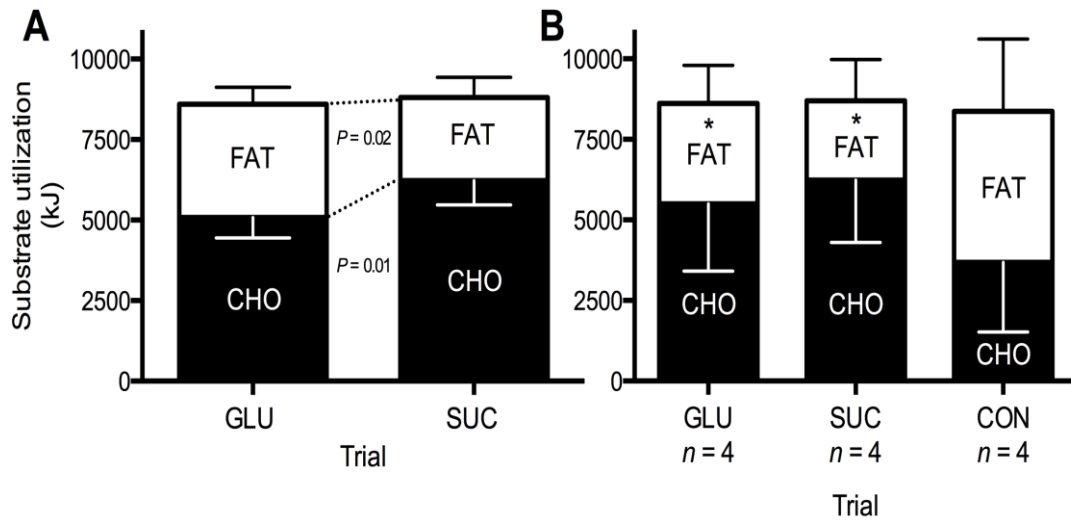 A
Substrate utilization
(kJ)
10000
7500
5000
2500
0
FAT
CHO
P = 0.02
P = 0.01
FAT
CHO
GLU
SUC
Trial
B
10000
7500
5000
2500
0
*
FAT
CHO
*
FAT
CHO
FAT
CHO
GLU
n = 4
SUC
n = 4
CON
n = 4
Trial